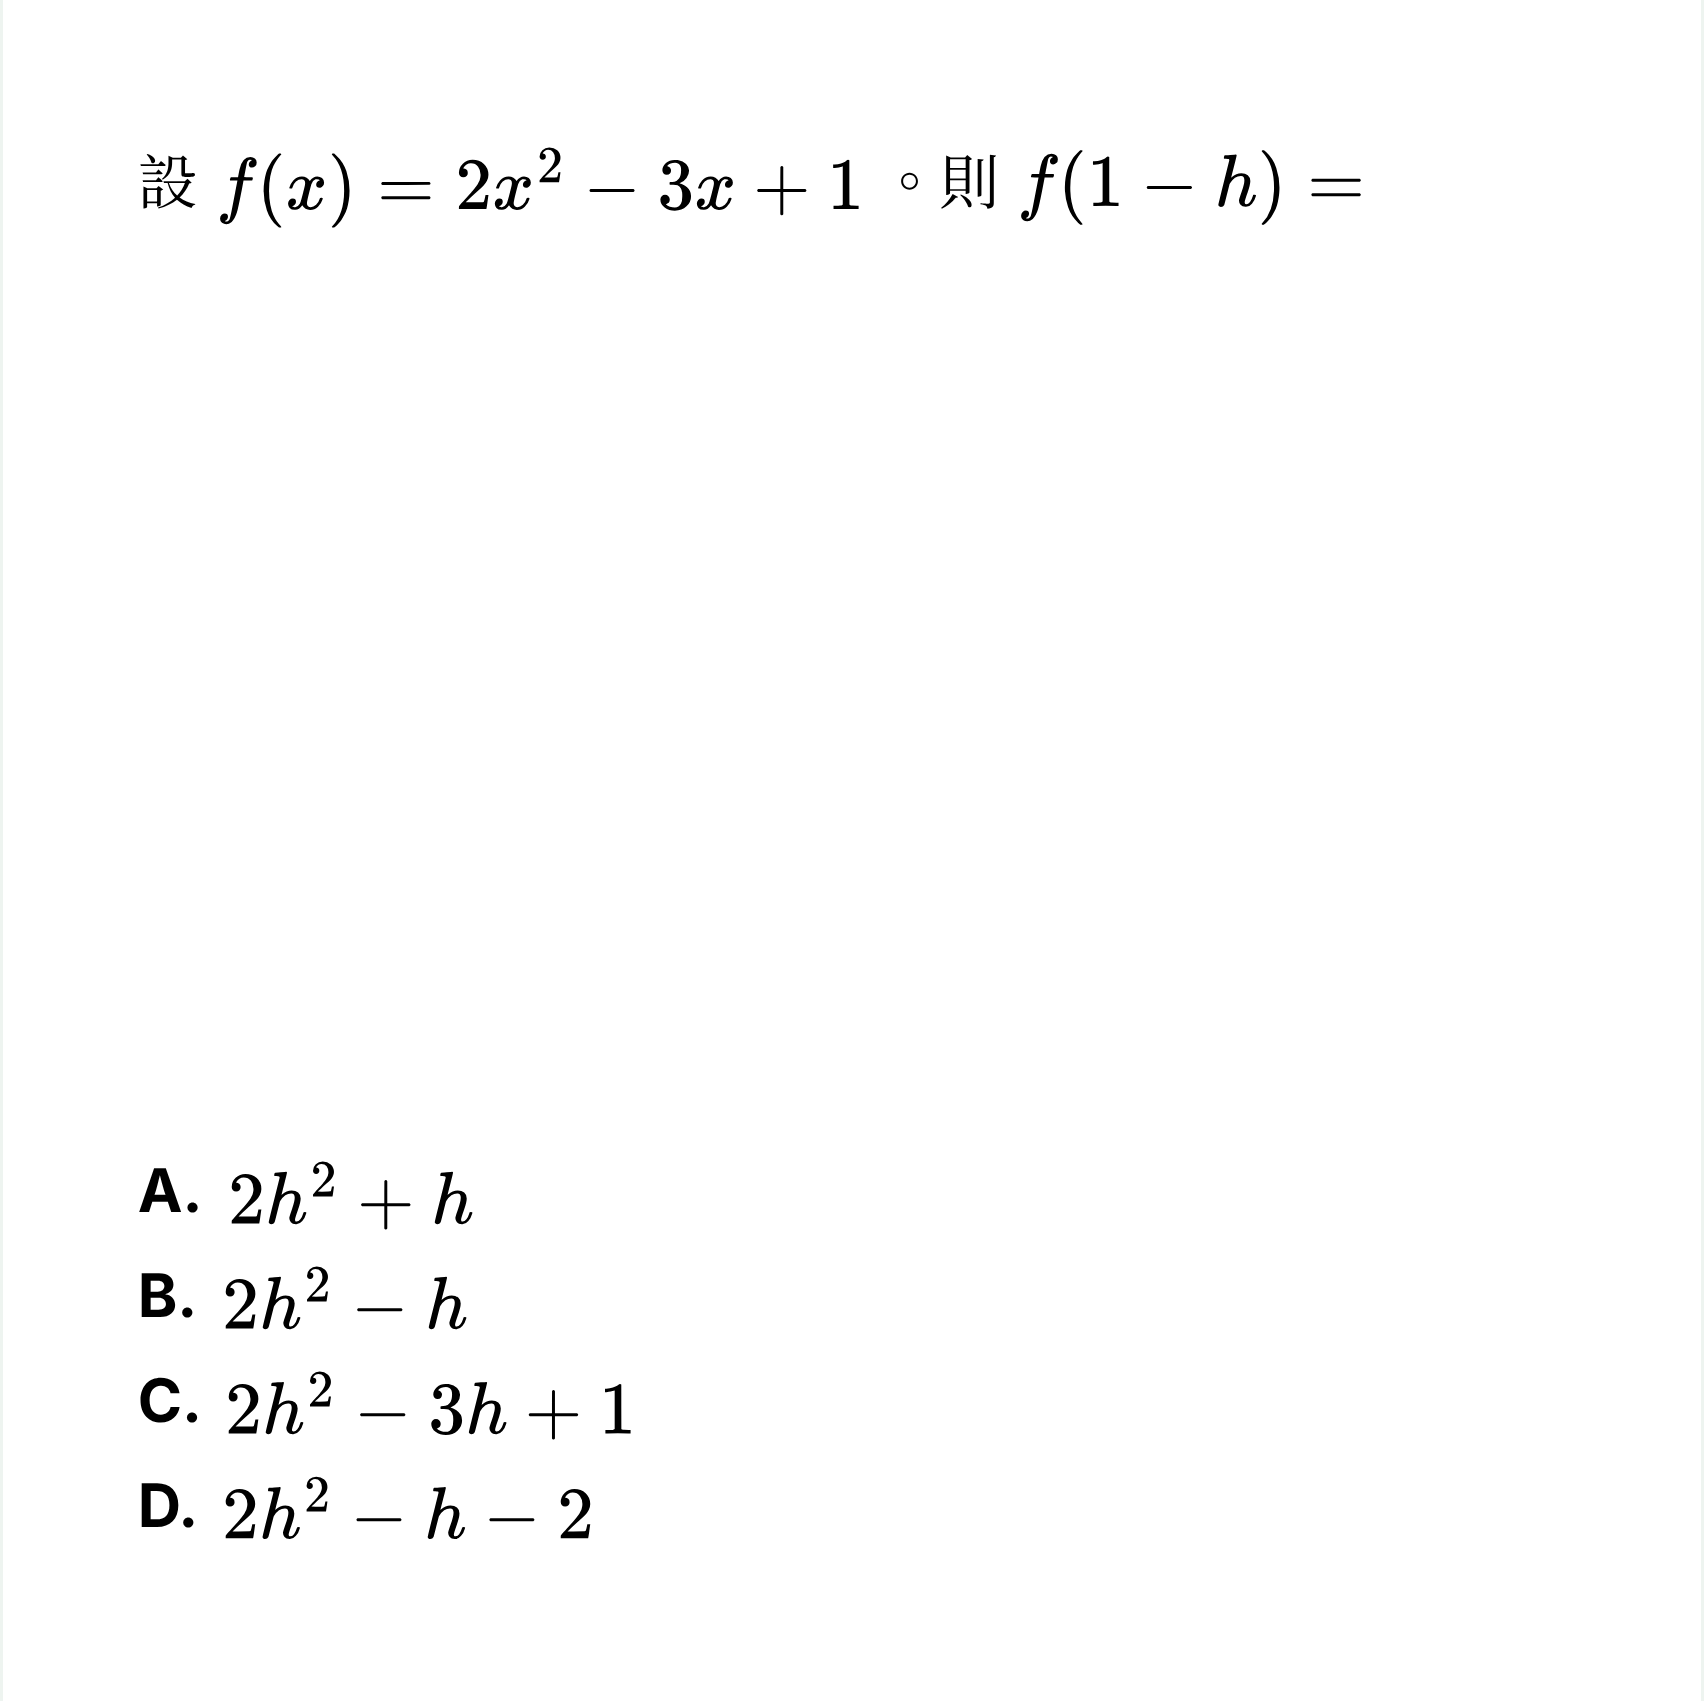 設 f(x) = 2x² − 3x + 1 。則 f(1 − h) =
A. 2h² + h
B. 2h² − h
C. 2h² − 3h + 1
D. 2h² − h − 2